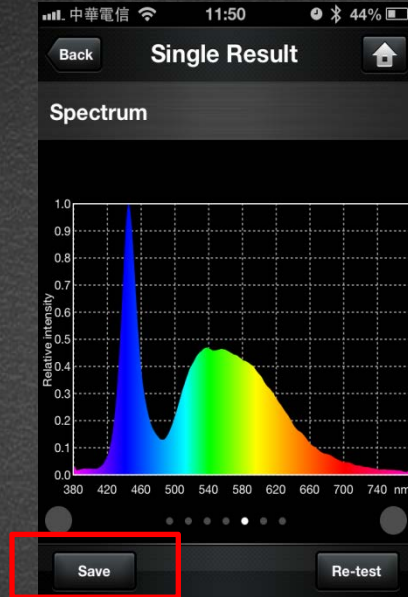 中華電信 11:50 44%
Back Single Result
Spectrum
1.0
0.9
0.8
0.7
0.6
0.5
0.4
0.3
0.2
0.1
0.0
Relative intensity
380 420 460 500 540 580 620 660 700 740 nm
Save Re-test